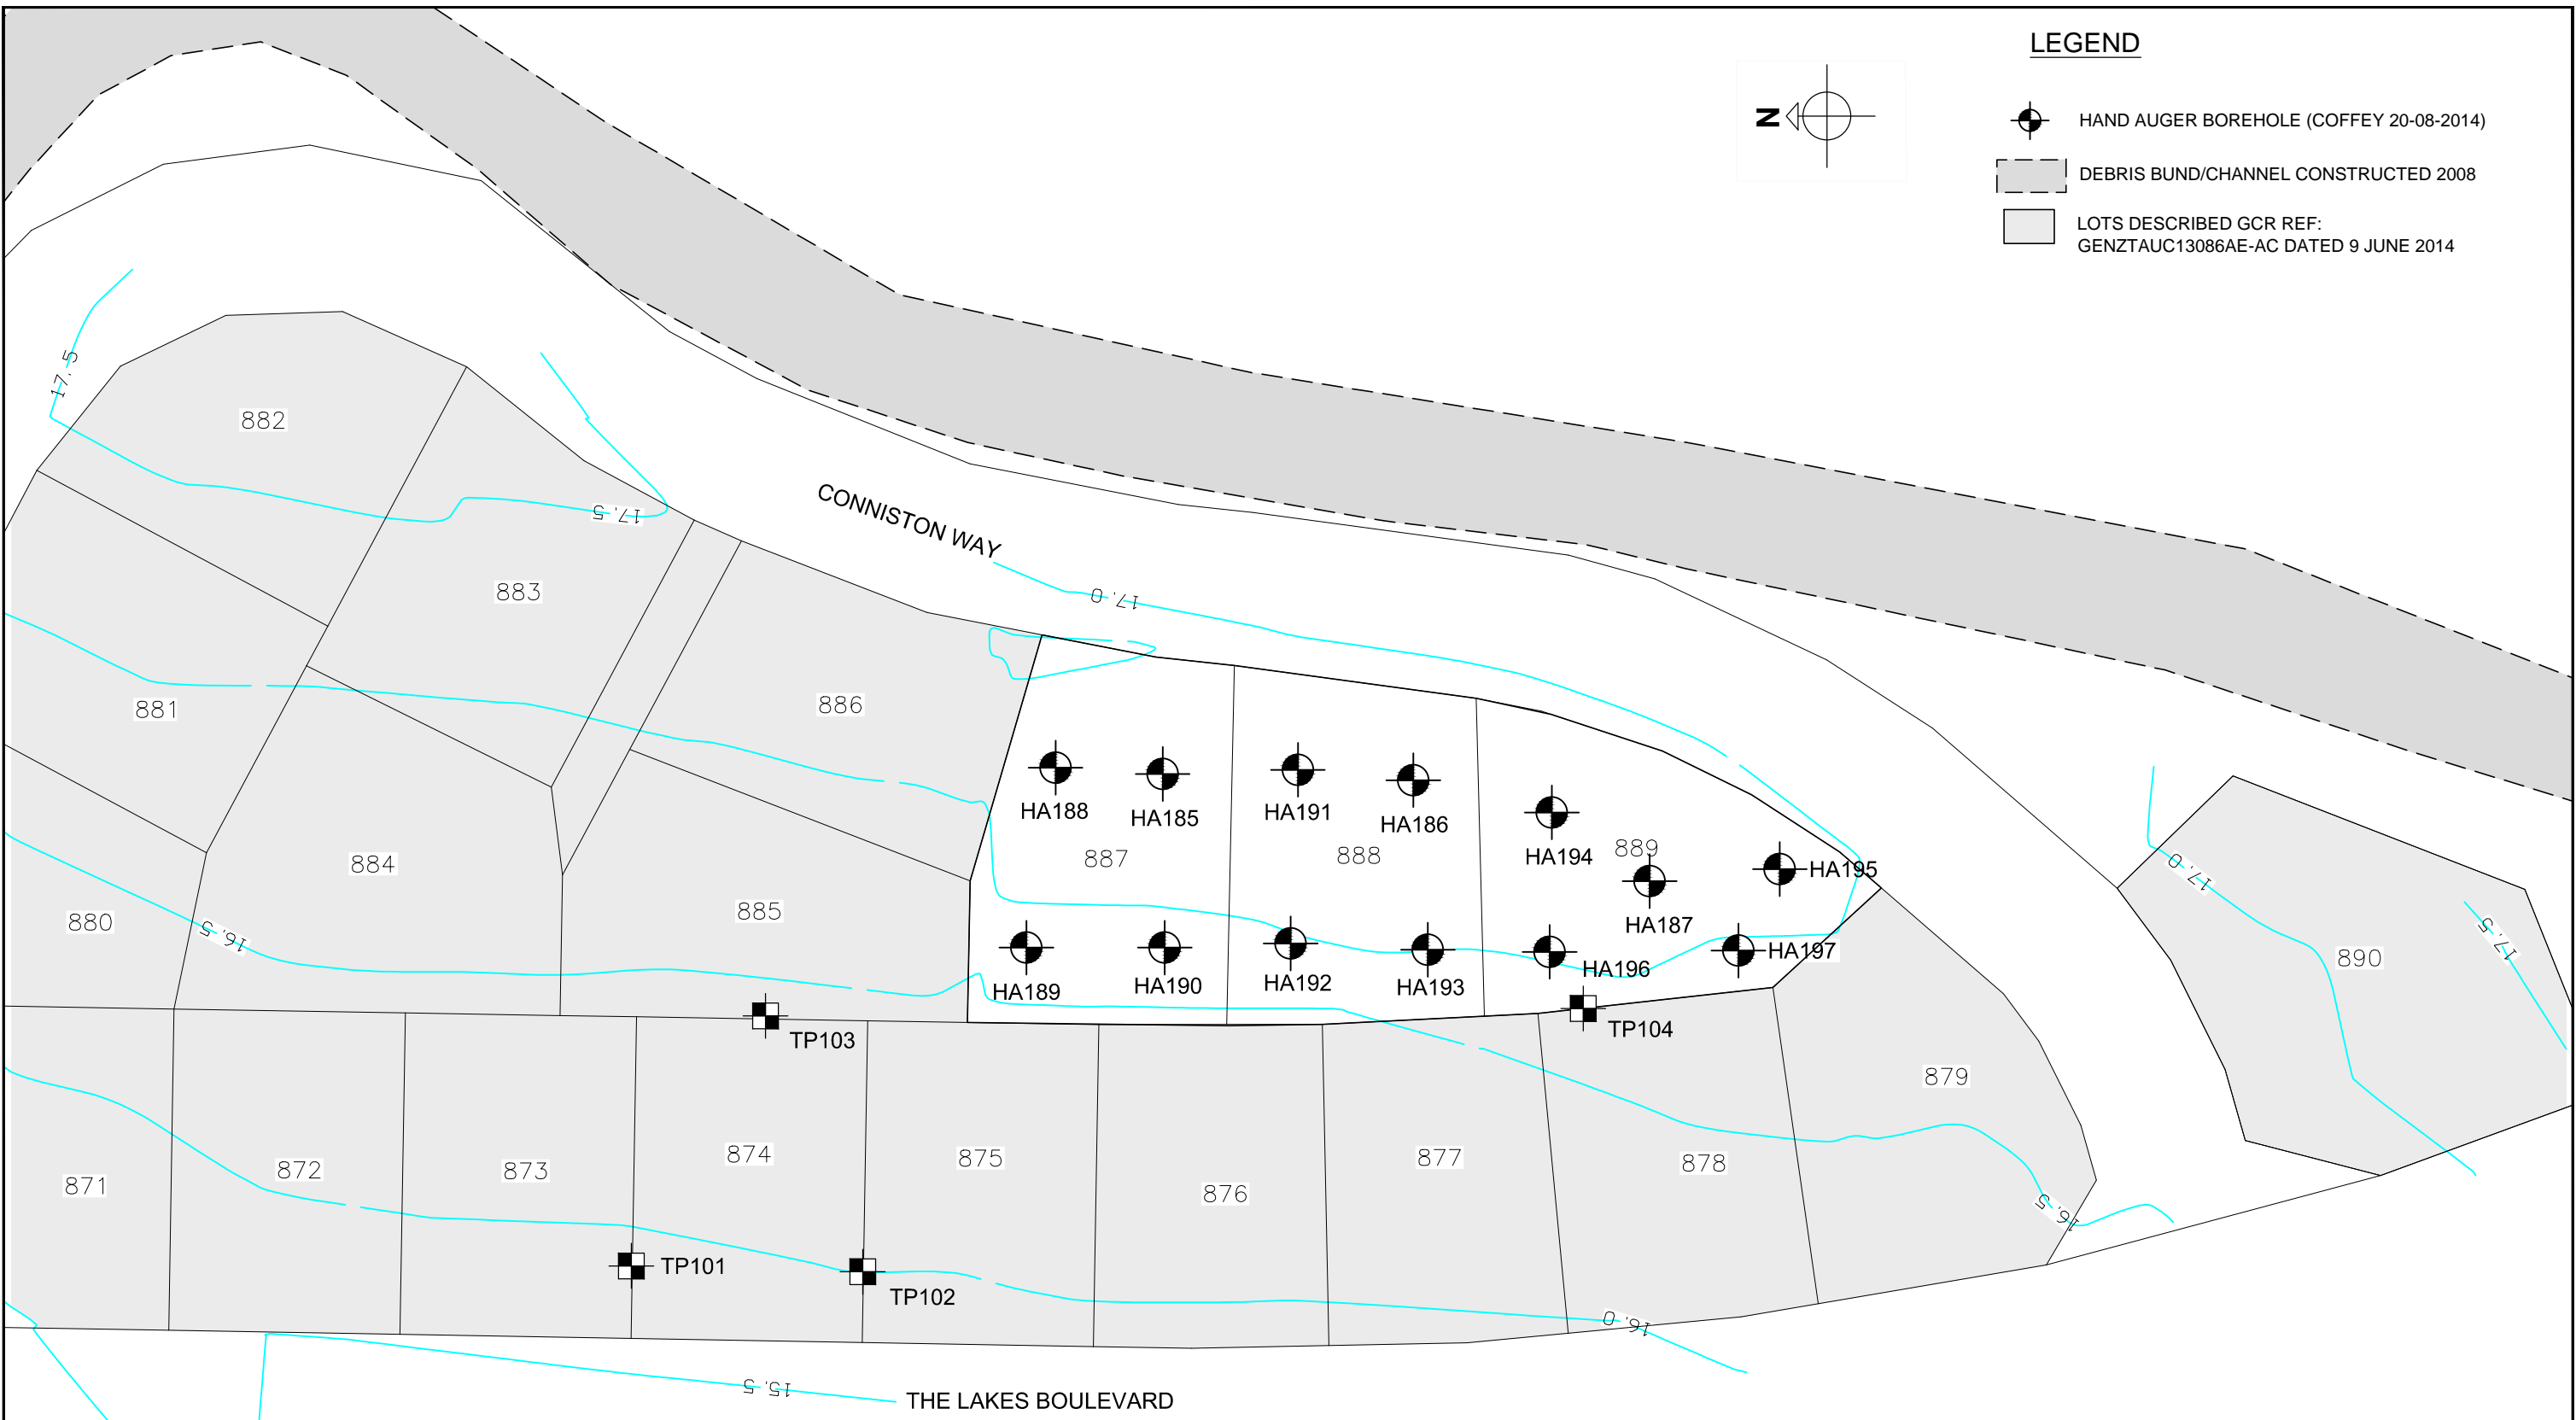 LEGEND
N
HAND AUGER BOREHOLE (COFFEY 20-08-2014)
DEBRIS BUND/CHANNEL CONSTRUCTED 2008
LOTS DESCRIBED GCR REF:
GENZTAUC13086AE-AC DATED 9 JUNE 2014
17.5
882
17.5
CONNISTON WAY
883
17.0
886
881
HA188
HA185
HA191
HA186
HA194
889
HA195
887
888
884
17.0
885
880
16.5
HA187
17.5
890
HA197
HA189
HA190
HA192
HA193
HA196
TP103
TP104
879
874
875
877
878
872
873
871
876
16.5
TP101
TP102
16.0
15.5
THE LAKES BOULEVARD